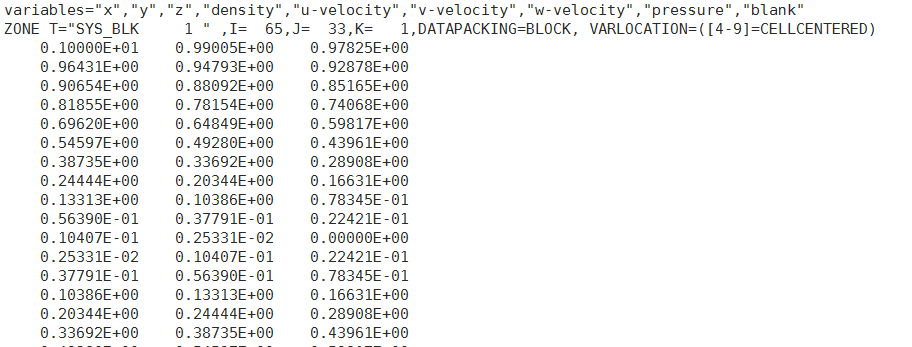 variables="x","y","z","density","u-velocity","v-velocity","w-velocity","pressure","blank"
ZONE T="SYS_BLK     1 " ,I=  65,J=  33,K=   1,DATAPACKING=BLOCK, VARLOCATION=([4-9]=CELLCENTERED)
    0.10000E+01    0.99005E+00    0.97825E+00
    0.96431E+00    0.94793E+00    0.92878E+00
    0.90654E+00    0.88092E+00    0.85165E+00
    0.81855E+00    0.78154E+00    0.74068E+00
    0.69620E+00    0.64849E+00    0.59817E+00
    0.54597E+00    0.49280E+00    0.43961E+00
    0.38735E+00    0.33692E+00    0.28908E+00
    0.24444E+00    0.20344E+00    0.16631E+00
    0.13313E+00    0.10386E+00    0.78345E-01
    0.56390E-01    0.37791E-01    0.22421E-01
    0.10407E-01    0.25331E-02    0.00000E+00
    0.25331E-02    0.10407E-01    0.22421E-01
    0.37791E-01    0.56390E-01    0.78345E-01
    0.10386E+00    0.13313E+00    0.16631E+00
    0.20344E+00    0.24444E+00    0.28908E+00
    0.33692E+00    0.38735E+00    0.43961E+00